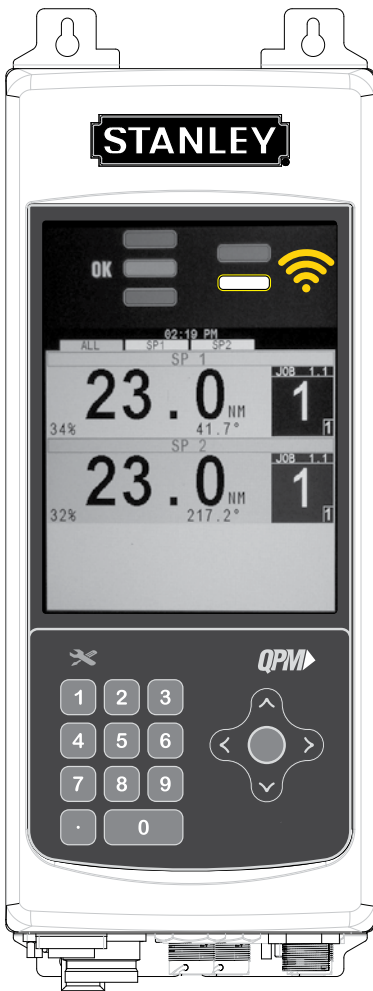 STANLEY
OK
02:19 PM
ALL SP1 SP2
SP 1
23.0 NM
JOB 1.1
1
34% 41.7°
1
SP 2
23.0 NM
JOB 1.1
1
32% 217.2°
1
QPM
1 2 3
4 5 6
7 8 9
. 0